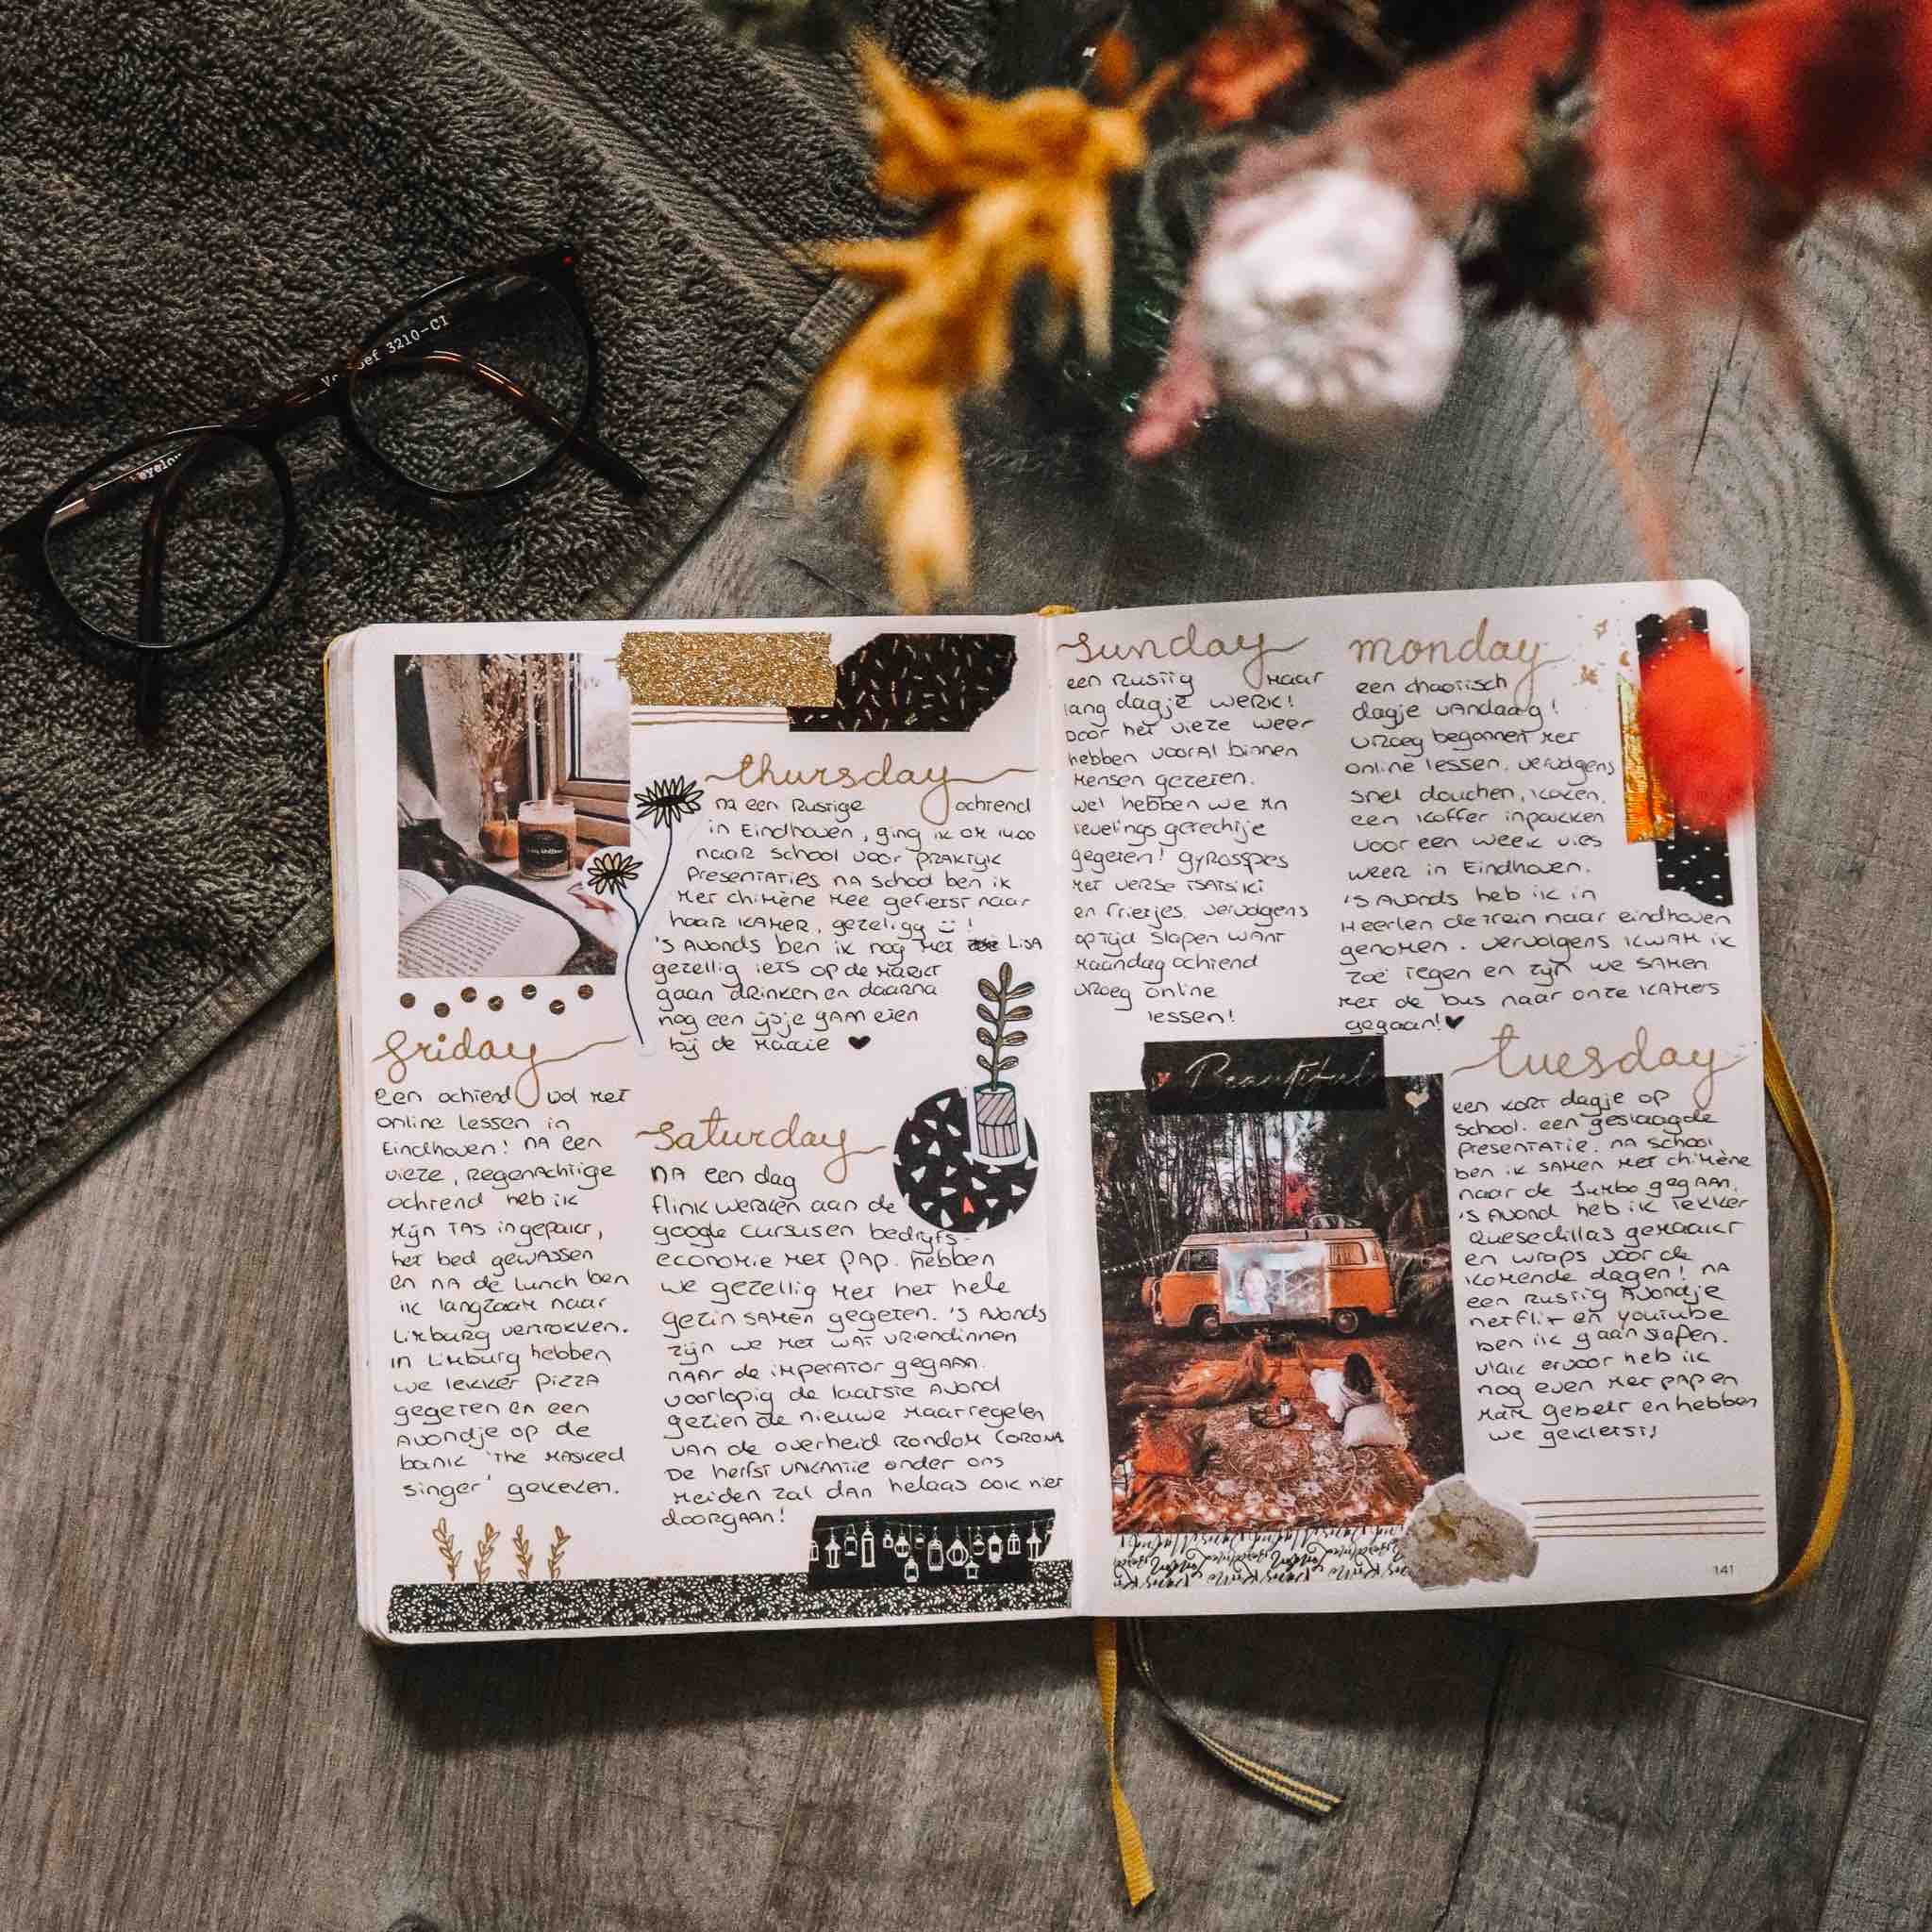 3210-CI
thursday
na een rustige ochtend
in Eindhoven, ging ik om 14.00
naar school voor praktijk
presentaties na school ben ik
met chimène mee gefietst naar
haar kamer, gezeligg !
's avonds ben ik nog met Lisa
gezellig iets op de markt
gaan drinken en daarna
nog een ijsje gaan eten
bij de
friday
een ochtend vol met
online lessen in
Eindhoven! na een
vieze, regenachtige
ochtend heb ik
mijn tas ingepakt,
het bed gewassen
en na de lunch ben
ik langzaam naar
Limburg vertrokken.
in Limburg hebben
we lekker pizza
gegeten en een
avondje op de
bank 'the masked
singer' gekeken.
saturday
na een dag
flink werken aan de
google cursusen bedrijfs-
economie met pap. hebben
we gezellig met het hele
gezin samen gegeten. 's avonds
zijn we met wat vriendinnen
naar de imperator gegaan.
voorlopig de laatste avond
gezien de nieuwe maatregelen
van de overheid rondom corona
De herfst vakantie onder ons
meiden zal dan helaas ook niet
doorgaan!
sunday
een rustig maar
lang dagje werk!
Door het vieze weer
hebben vooral binnen
mensen gezeten.
wel hebben we mn
lievelings gerechtje
gegeten! gyrosspies
met verse tsatsiki
en frietjes. vervolgens
optijd slapen want
maandag ochtend
vroeg online
lessen!
monday
een chaotisch
dagje vandaag!
vroeg begonnen met
online lessen. vervolgens
snel douchen, koken,
een koffer inpakken
voor een week vies
weer in Eindhoven.
's avonds heb ik in
Heerlen de trein naar eindhoven
genomen. vervolgens kwam ik
zoë tegen en zijn we samen
met de bus naar onze kamers
gegaan!
Beautiful
tuesday
een kort dagje op
school. een geslaagde
presentatie. na school
ben ik samen met chimène
naar de Jumbo gegaan.
's avond heb ik lekker
quesedillas gemaakt
en wraps voor de
komende dagen! na
een rustig avondje
netflix en youtube
ben ik gaan slapen.
vlak ervoor heb ik
nog even met pap en
mam gebelt en hebben
we gekletst!
141